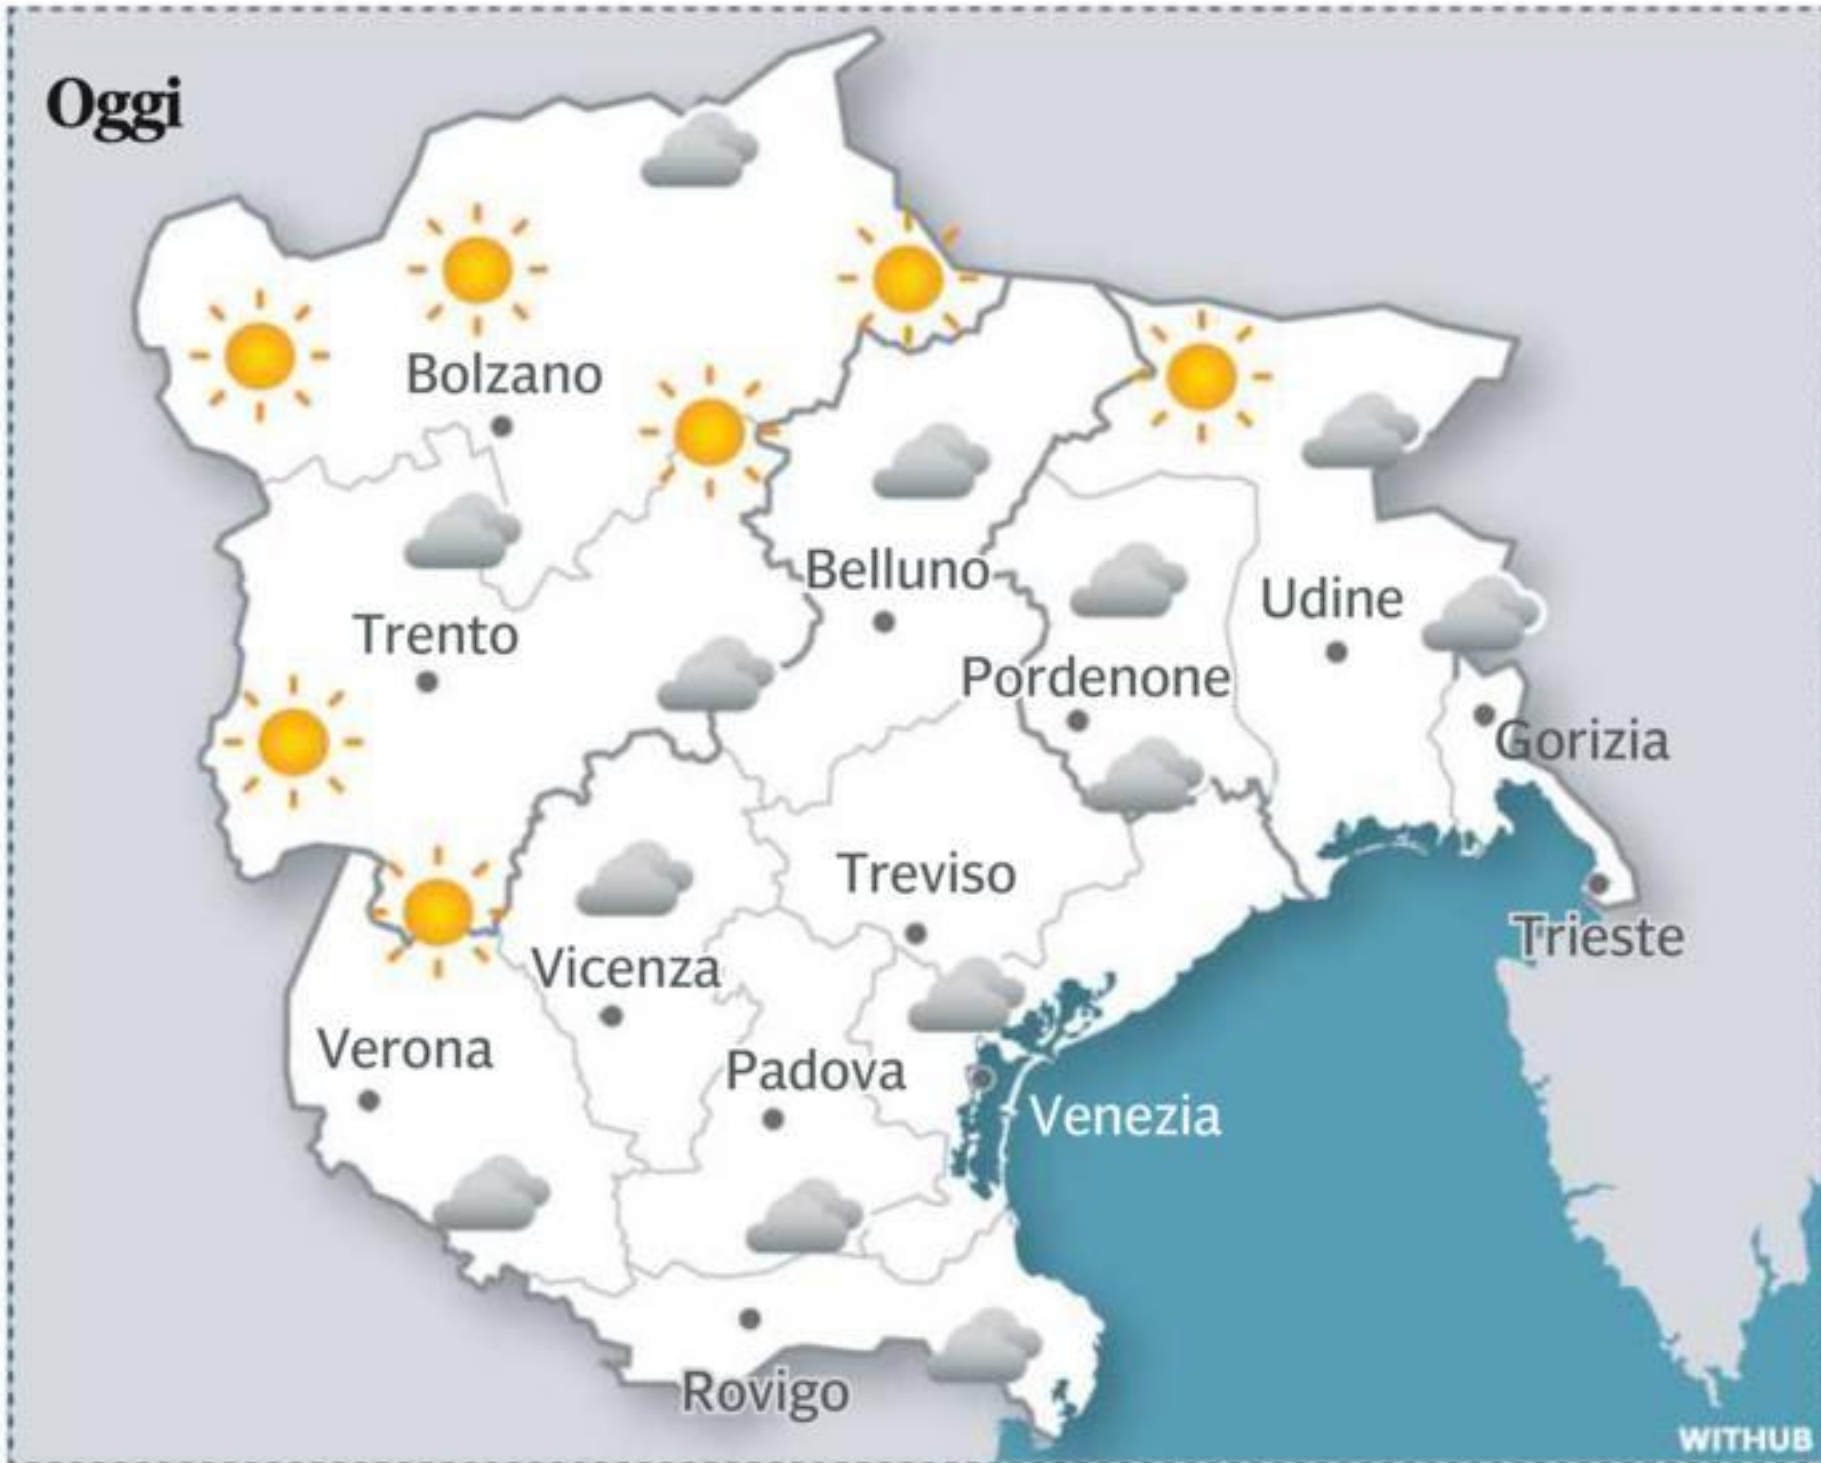 Oggi
Bolzano
Belluno
Udine
Trento
Pordenone
Gorizia
Treviso
Trieste
Vicenza
Verona
Padova
Venezia
Rovigo
WITHUB